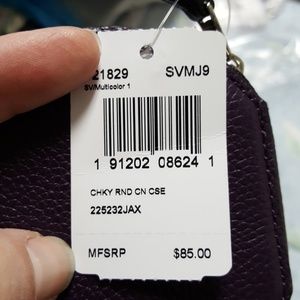 21829 SVMJ9
SV/Multicolor 1
1 91202 08624 1
CHKY RND CN CSE
225232JAX
MFSRP $85.00